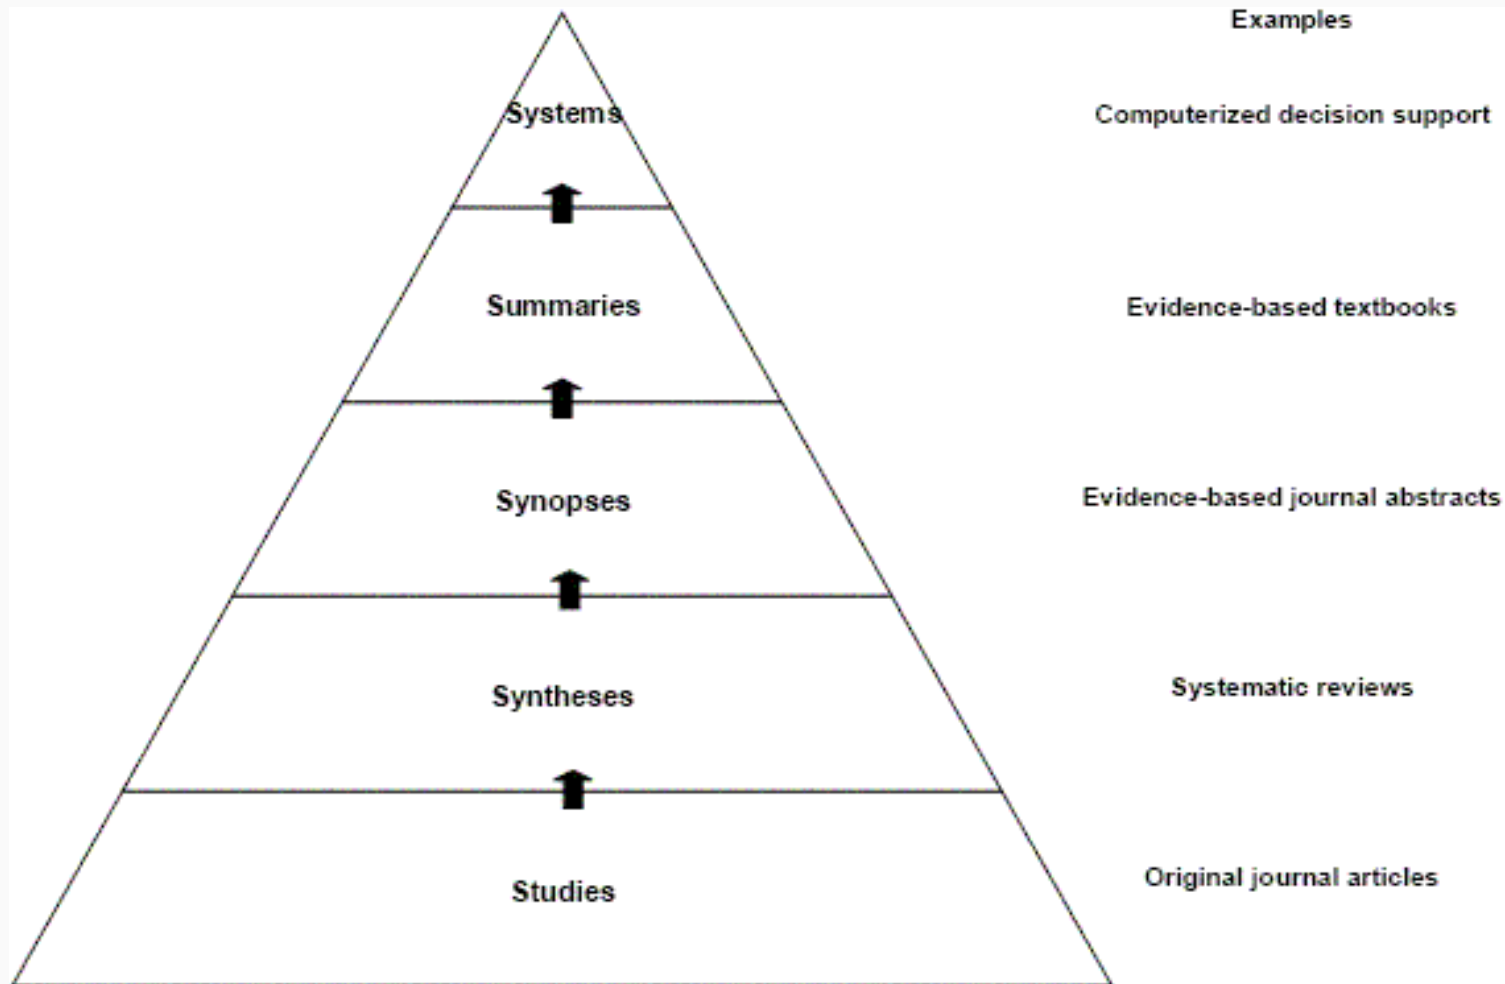 Examples
Systems
Computerized decision support
Summaries
Evidence-based textbooks
Synopses
Evidence-based journal abstracts
Syntheses
Systematic reviews
Studies
Original journal articles